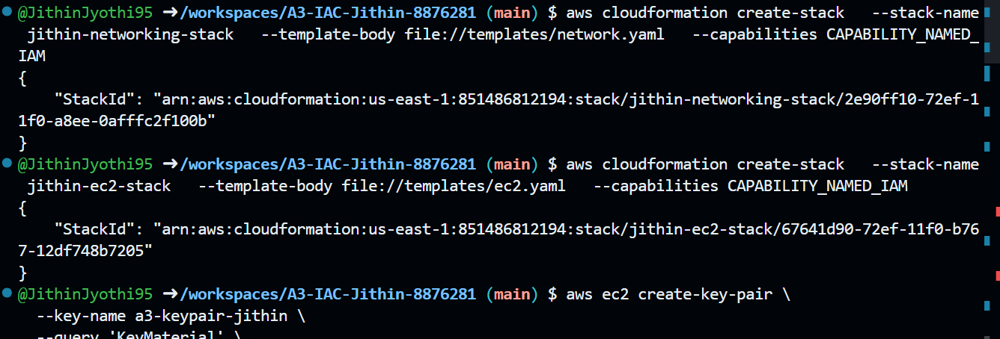 @JithinJyothi95 ➜/workspaces/A3-IAC-Jithin-8876281 (main) $ aws cloudformation create-stack   --stack-name
 jithin-networking-stack   --template-body file://templates/network.yaml   --capabilities CAPABILITY_NAMED_
IAM
{
    "StackId": "arn:aws:cloudformation:us-east-1:851486812194:stack/jithin-networking-stack/2e90ff10-72ef-1
1f0-a8ee-0afffc2f100b"
}
@JithinJyothi95 ➜/workspaces/A3-IAC-Jithin-8876281 (main) $ aws cloudformation create-stack   --stack-name
 jithin-ec2-stack   --template-body file://templates/ec2.yaml   --capabilities CAPABILITY_NAMED_IAM
{
    "StackId": "arn:aws:cloudformation:us-east-1:851486812194:stack/jithin-ec2-stack/67641d90-72ef-11f0-b76
7-12df748b7205"
}
@JithinJyothi95 ➜/workspaces/A3-IAC-Jithin-8876281 (main) $ aws ec2 create-key-pair \
  --key-name a3-keypair-jithin \
  --query 'KeyMaterial' \